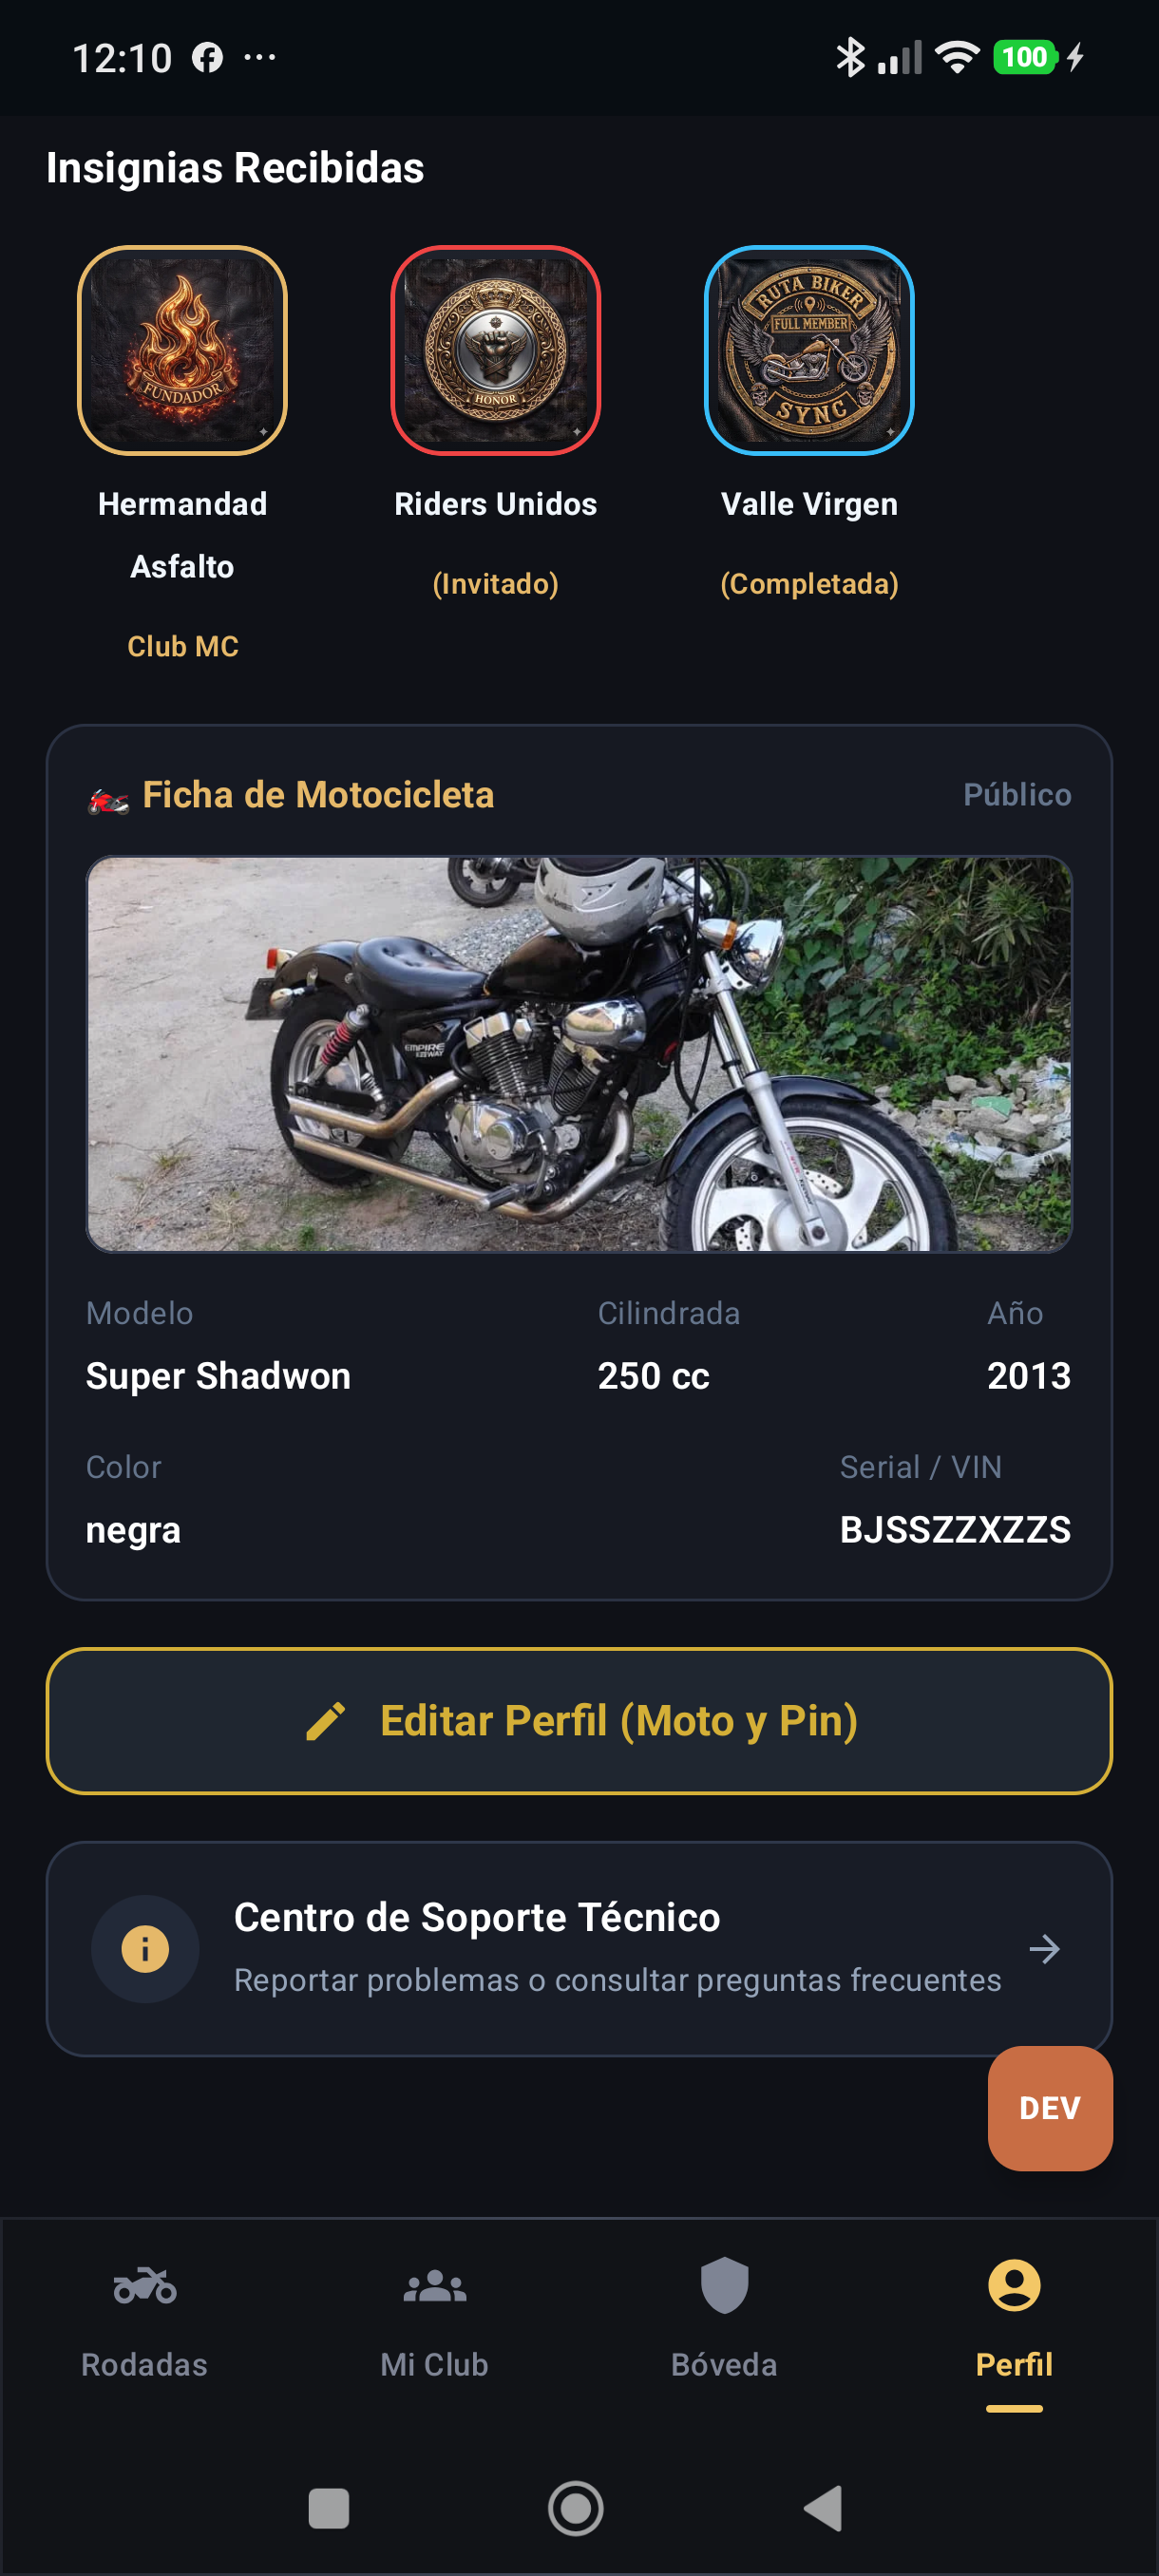 12:10
100
Insignias Recibidas
FUNDADOR
HONOR
RUTA BIKER
FULL MEMBER
SYNC
Hermandad
Asfalto
Club MC
Riders Unidos
(Invitado)
Valle Virgen
(Completada)
Ficha de Motocicleta
Público
EMPIRE
KEEWAY
Modelo
Cilindrada
Año
Super Shadwon
250 cc
2013
Color
Serial / VIN
negra
BJSSZZXZZS
Editar Perfil (Moto y Pin)
Centro de Soporte Técnico
Reportar problemas o consultar preguntas frecuentes
DEV
Rodadas
Mi Club
Bóveda
Perfil